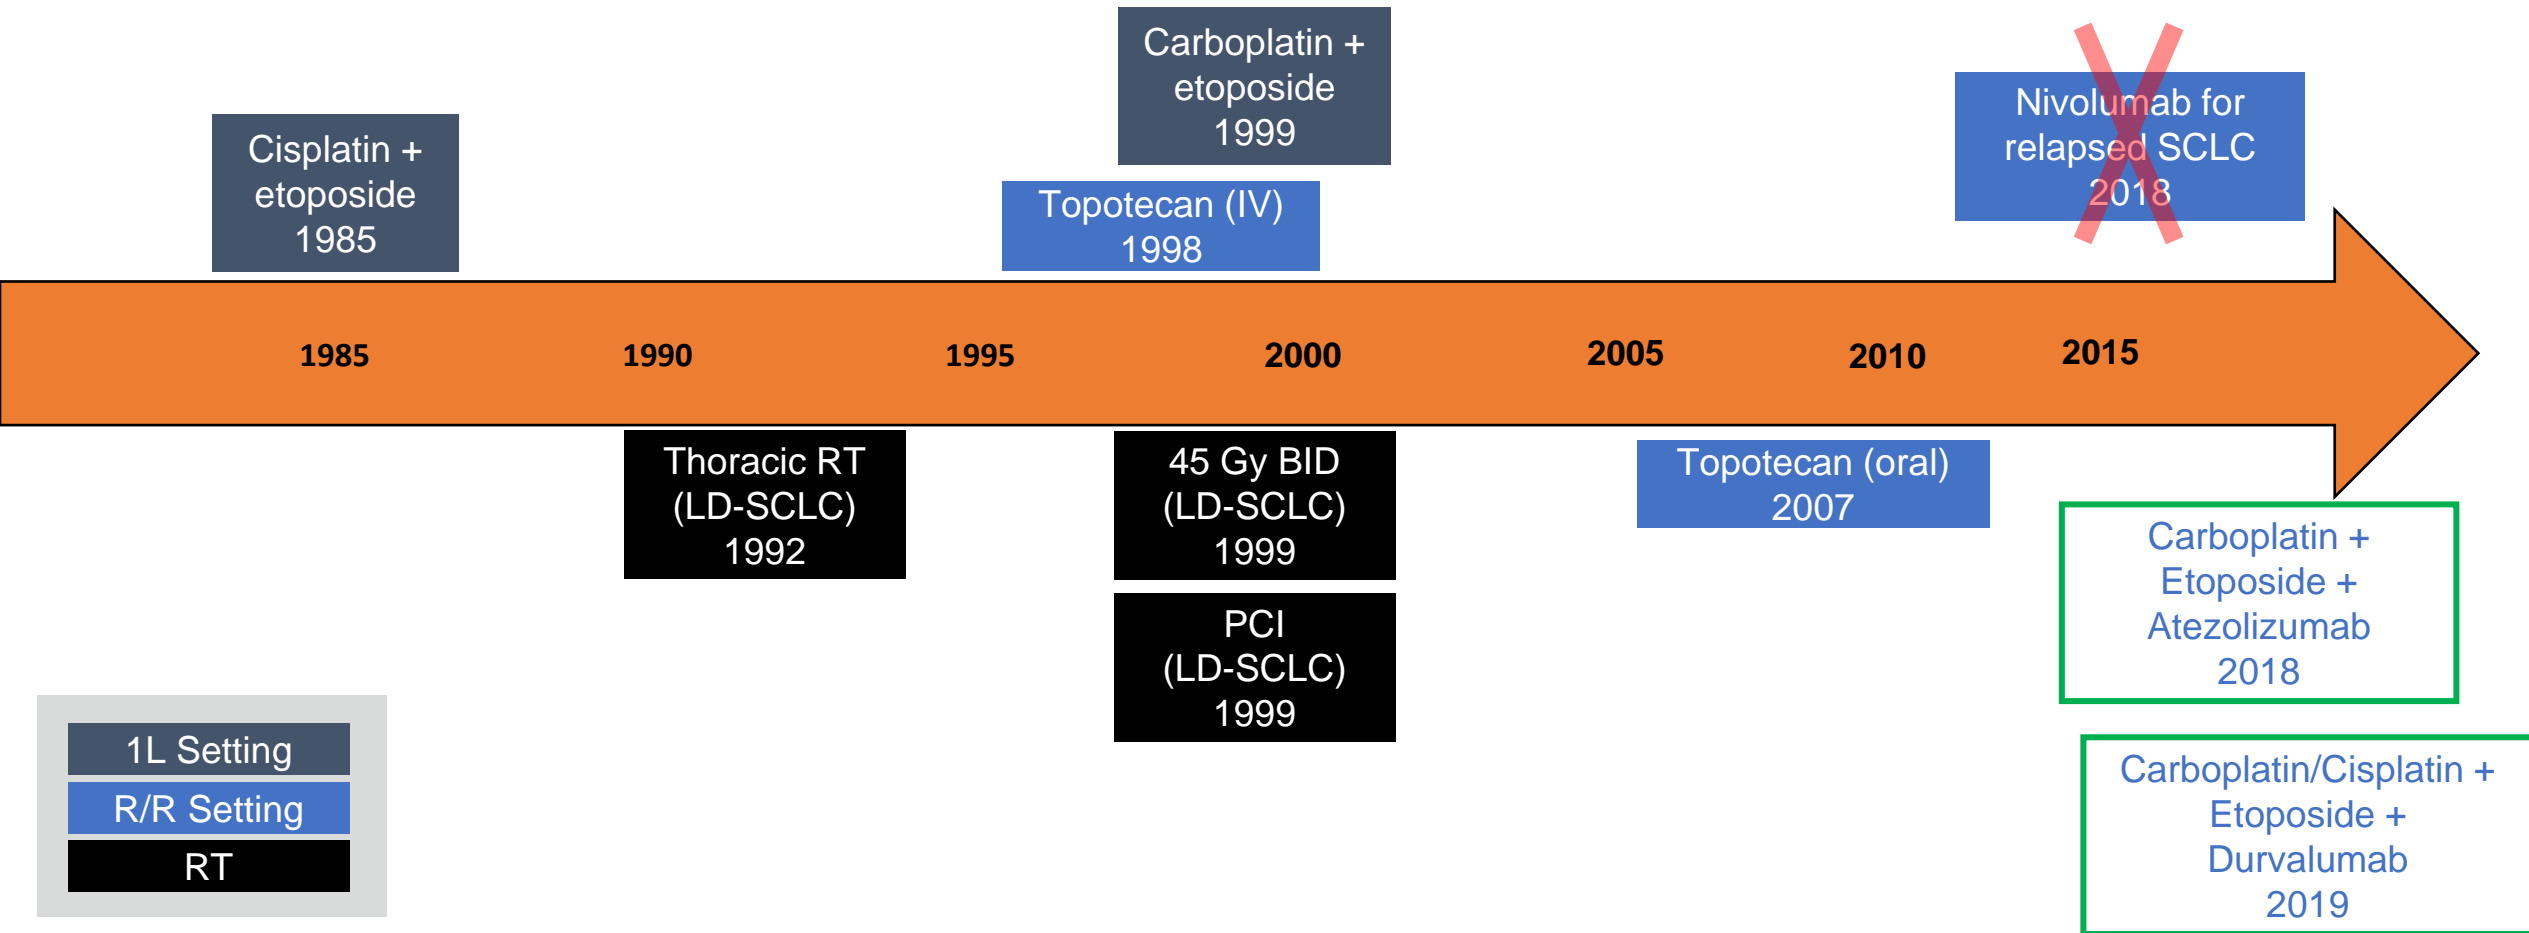 Carboplatin +
etoposide
1999
Cisplatin +
etoposide
1985
Topotecan (IV)
1998
Nivolumab for
relapsed SCLC
2018
1985
1990
1995
2000
2005
2010
2015
Thoracic RT
(LD-SCLC)
1992
45 Gy BID
(LD-SCLC)
1999
PCI
(LD-SCLC)
1999
Topotecan (oral)
2007
Carboplatin +
Etoposide +
Atezolizumab
2018
Carboplatin/Cisplatin +
Etoposide +
Durvalumab
2019
1L Setting
R/R Setting
RT